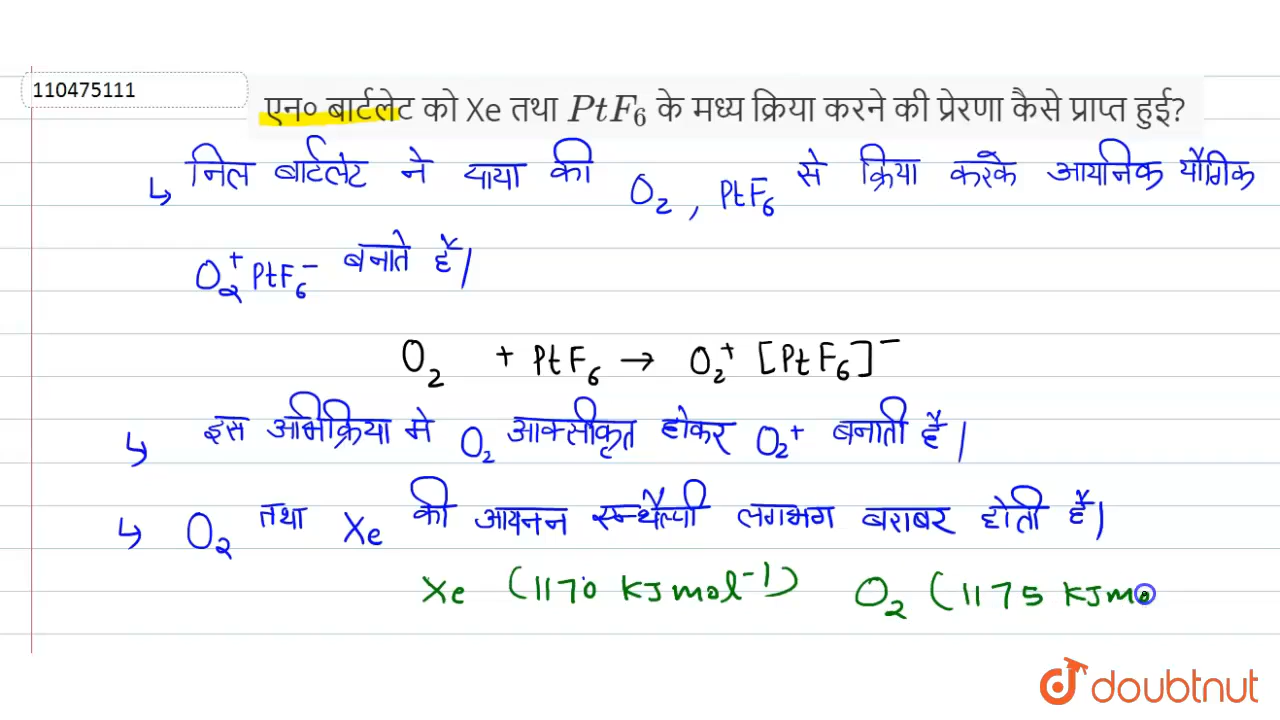 110475111
एन० बार्टलेट को Xe तथा PtF₆ के मध्य क्रिया करने की प्रेरणा कैसे प्राप्त हुई?
↳ निल बार्टलेट ने पाया की O₂, PtF₆ से क्रिया करके आयनिक यौगिक
O₂⁺PtF₆⁻ बनाते हैं।
O₂ + PtF₆ → O₂⁺ [PtF₆]⁻
↳ इस अभिक्रिया मे O₂ आक्सीकृत होकर O₂⁺ बनाती है।
↳ O₂ तथा Xe की आयनन एन्थैल्पी लगभग बराबर होती हैं।
Xe (1170 KJmol⁻¹) O₂ (1175 KJmo
doubtnut